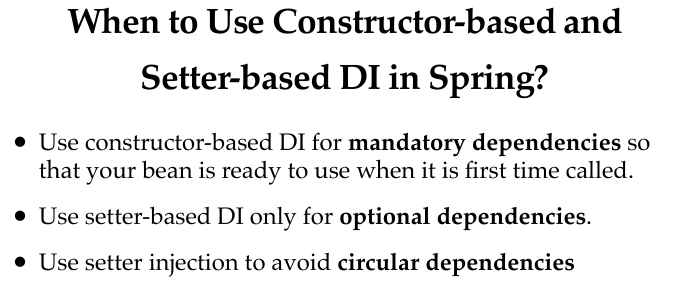 When to Use Constructor-based and
Setter-based DI in Spring?
• Use constructor-based DI for mandatory dependencies so
that your bean is ready to use when it is first time called.
• Use setter-based DI only for optional dependencies.
• Use setter injection to avoid circular dependencies